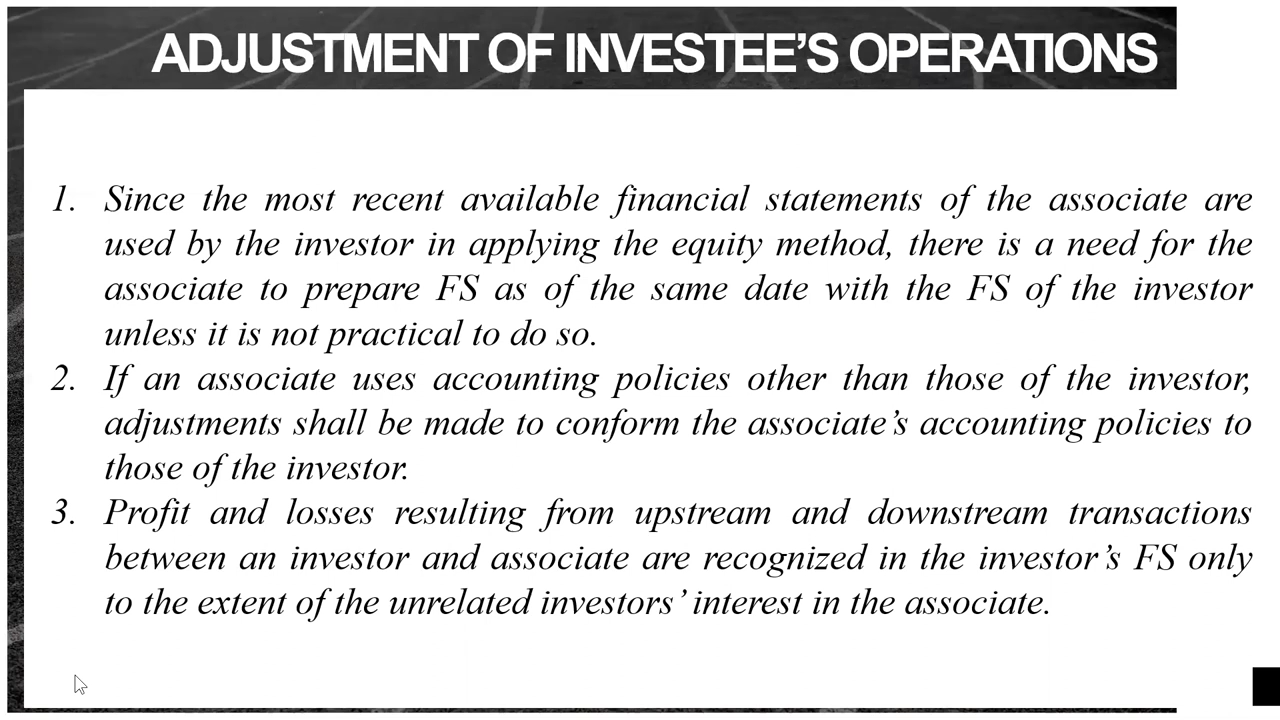 ADJUSTMENT OF INVESTEE’S OPERATIONS
1. Since the most recent available financial statements of the associate are
used by the investor in applying the equity method, there is a need for the
associate to prepare FS as of the same date with the FS of the investor
unless it is not practical to do so.
2. If an associate uses accounting policies other than those of the investor,
adjustments shall be made to conform the associate’s accounting policies to
those of the investor.
3. Profit and losses resulting from upstream and downstream transactions
between an investor and associate are recognized in the investor’s FS only
to the extent of the unrelated investors’ interest in the associate.